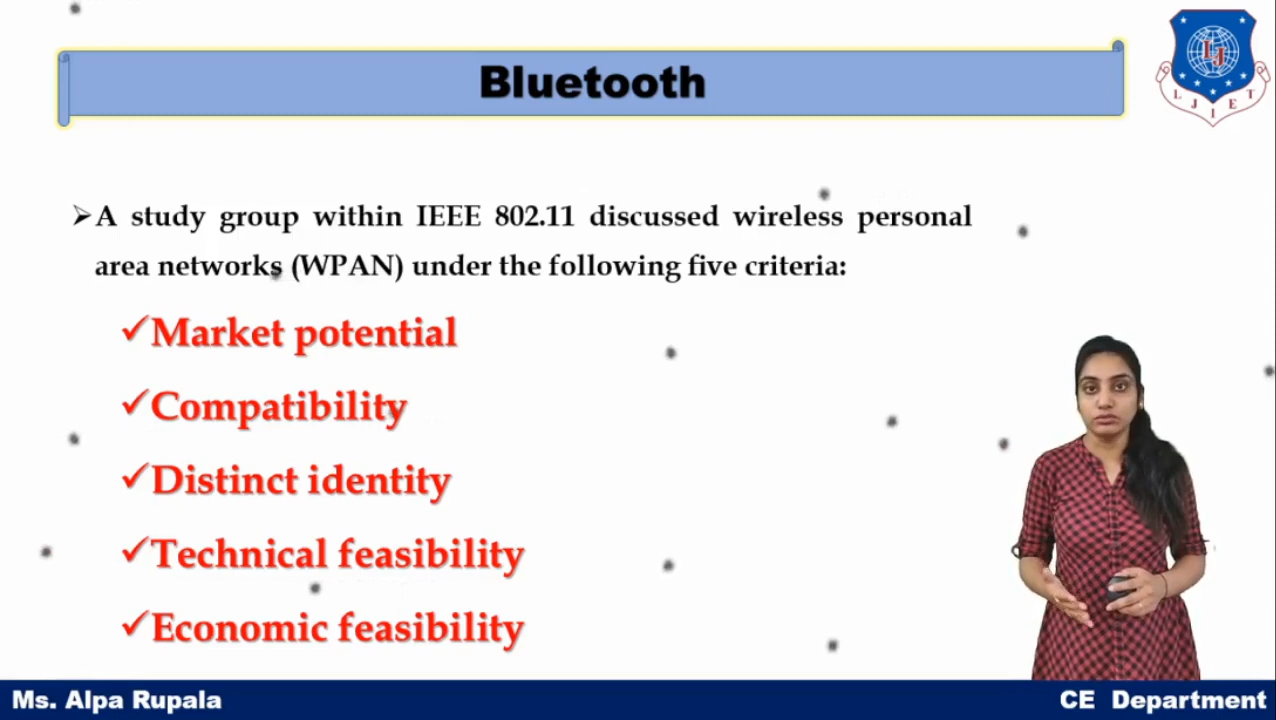 Bluetooth
L J I E T
➢A study group within IEEE 802.11 discussed wireless personal
area networks (WPAN) under the following five criteria:
✓Market potential
✓Compatibility
✓Distinct identity
✓Technical feasibility
✓Economic feasibility
Ms. Alpa Rupala
CE Department